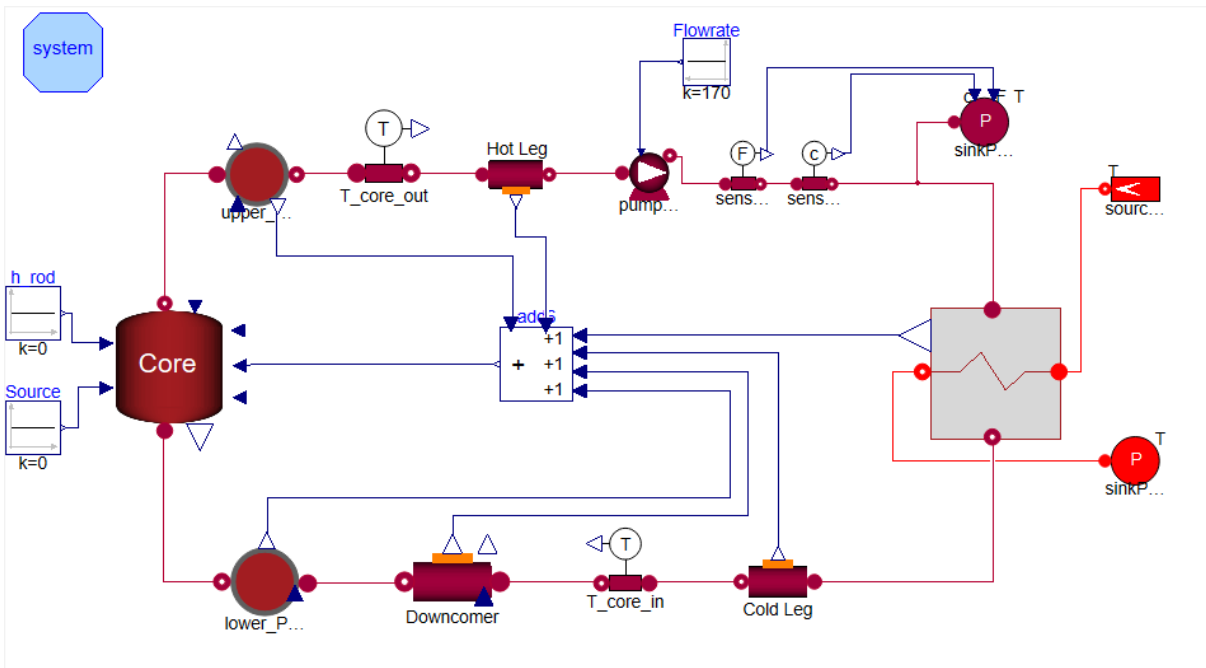 system
Flowrate
k=170
T
P
sinkP...
F
c
T
Hot Leg
T_core_out
pump...
sens...
sens...
T
sourc...
h_rod
k=0
+1
+1
+1
+
Core
Source
k=0
T
P
sinkP...
T
T_core_in
Cold Leg
Downcomer
lower_P...